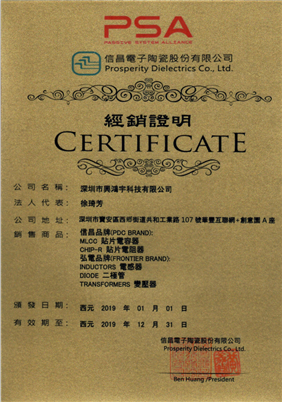 PSA
PASSIVE SYSTEM ALLIANCE
信昌電子陶瓷股份有限公司
Prosperity Dielectrics Co., Ltd.
經銷證明
CERTIFICATE
公司名稱： 深圳市興鴻宇科技有限公司
法人代表： 徐琦芳
公司地址： 深圳市寶安區西鄉街道共和工業路 107 號華豐互聯網+創意園 A 座
銷售商品： 信昌品牌(PDC BRAND):
MLCC 貼片電容器
CHIP-R 貼片電阻器
弘電品牌(FRONTIER BRAND):
INDUCTORS 電感器
DIODE 二極管
TRANSFORMERS 變壓器
頒發日期： 西元 2019 年 01 月 01 日
有效期至： 西元 2019 年 12 月 31 日
信昌電子陶瓷股份有限公司
Prosperity Dielectrics Co., Ltd.
Ben Huang /President